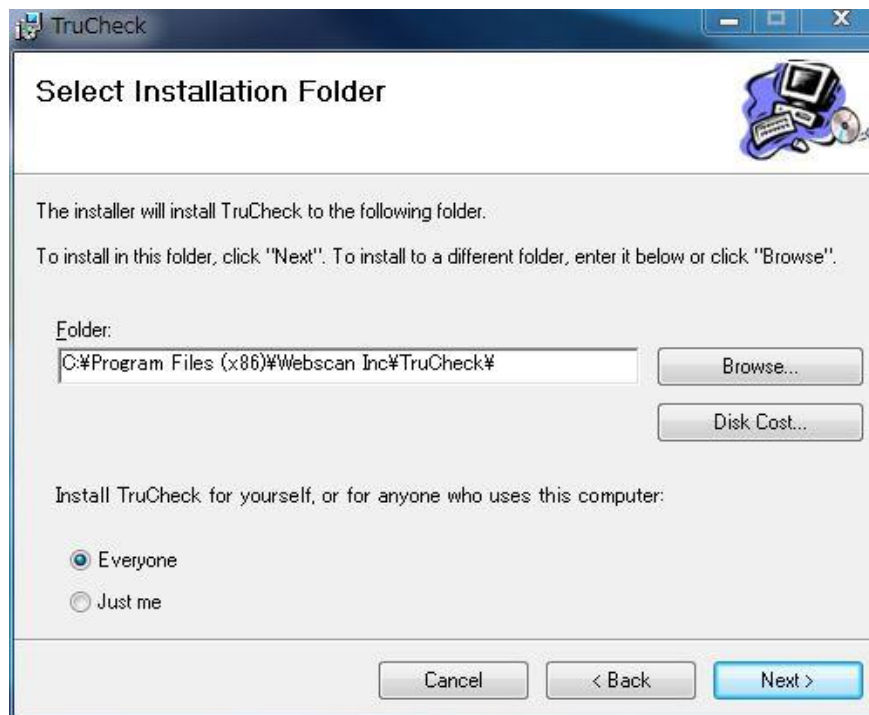 TruCheck
Select Installation Folder
The installer will install TruCheck to the following folder.
To install in this folder, click "Next". To install to a different folder, enter it below or click "Browse".
Folder:
C:¥Program Files (x86)¥Webscan Inc¥TruCheck¥
Browse...
Disk Cost...
Install TruCheck for yourself, or for anyone who uses this computer:
Everyone
Just me
Cancel
< Back
Next >